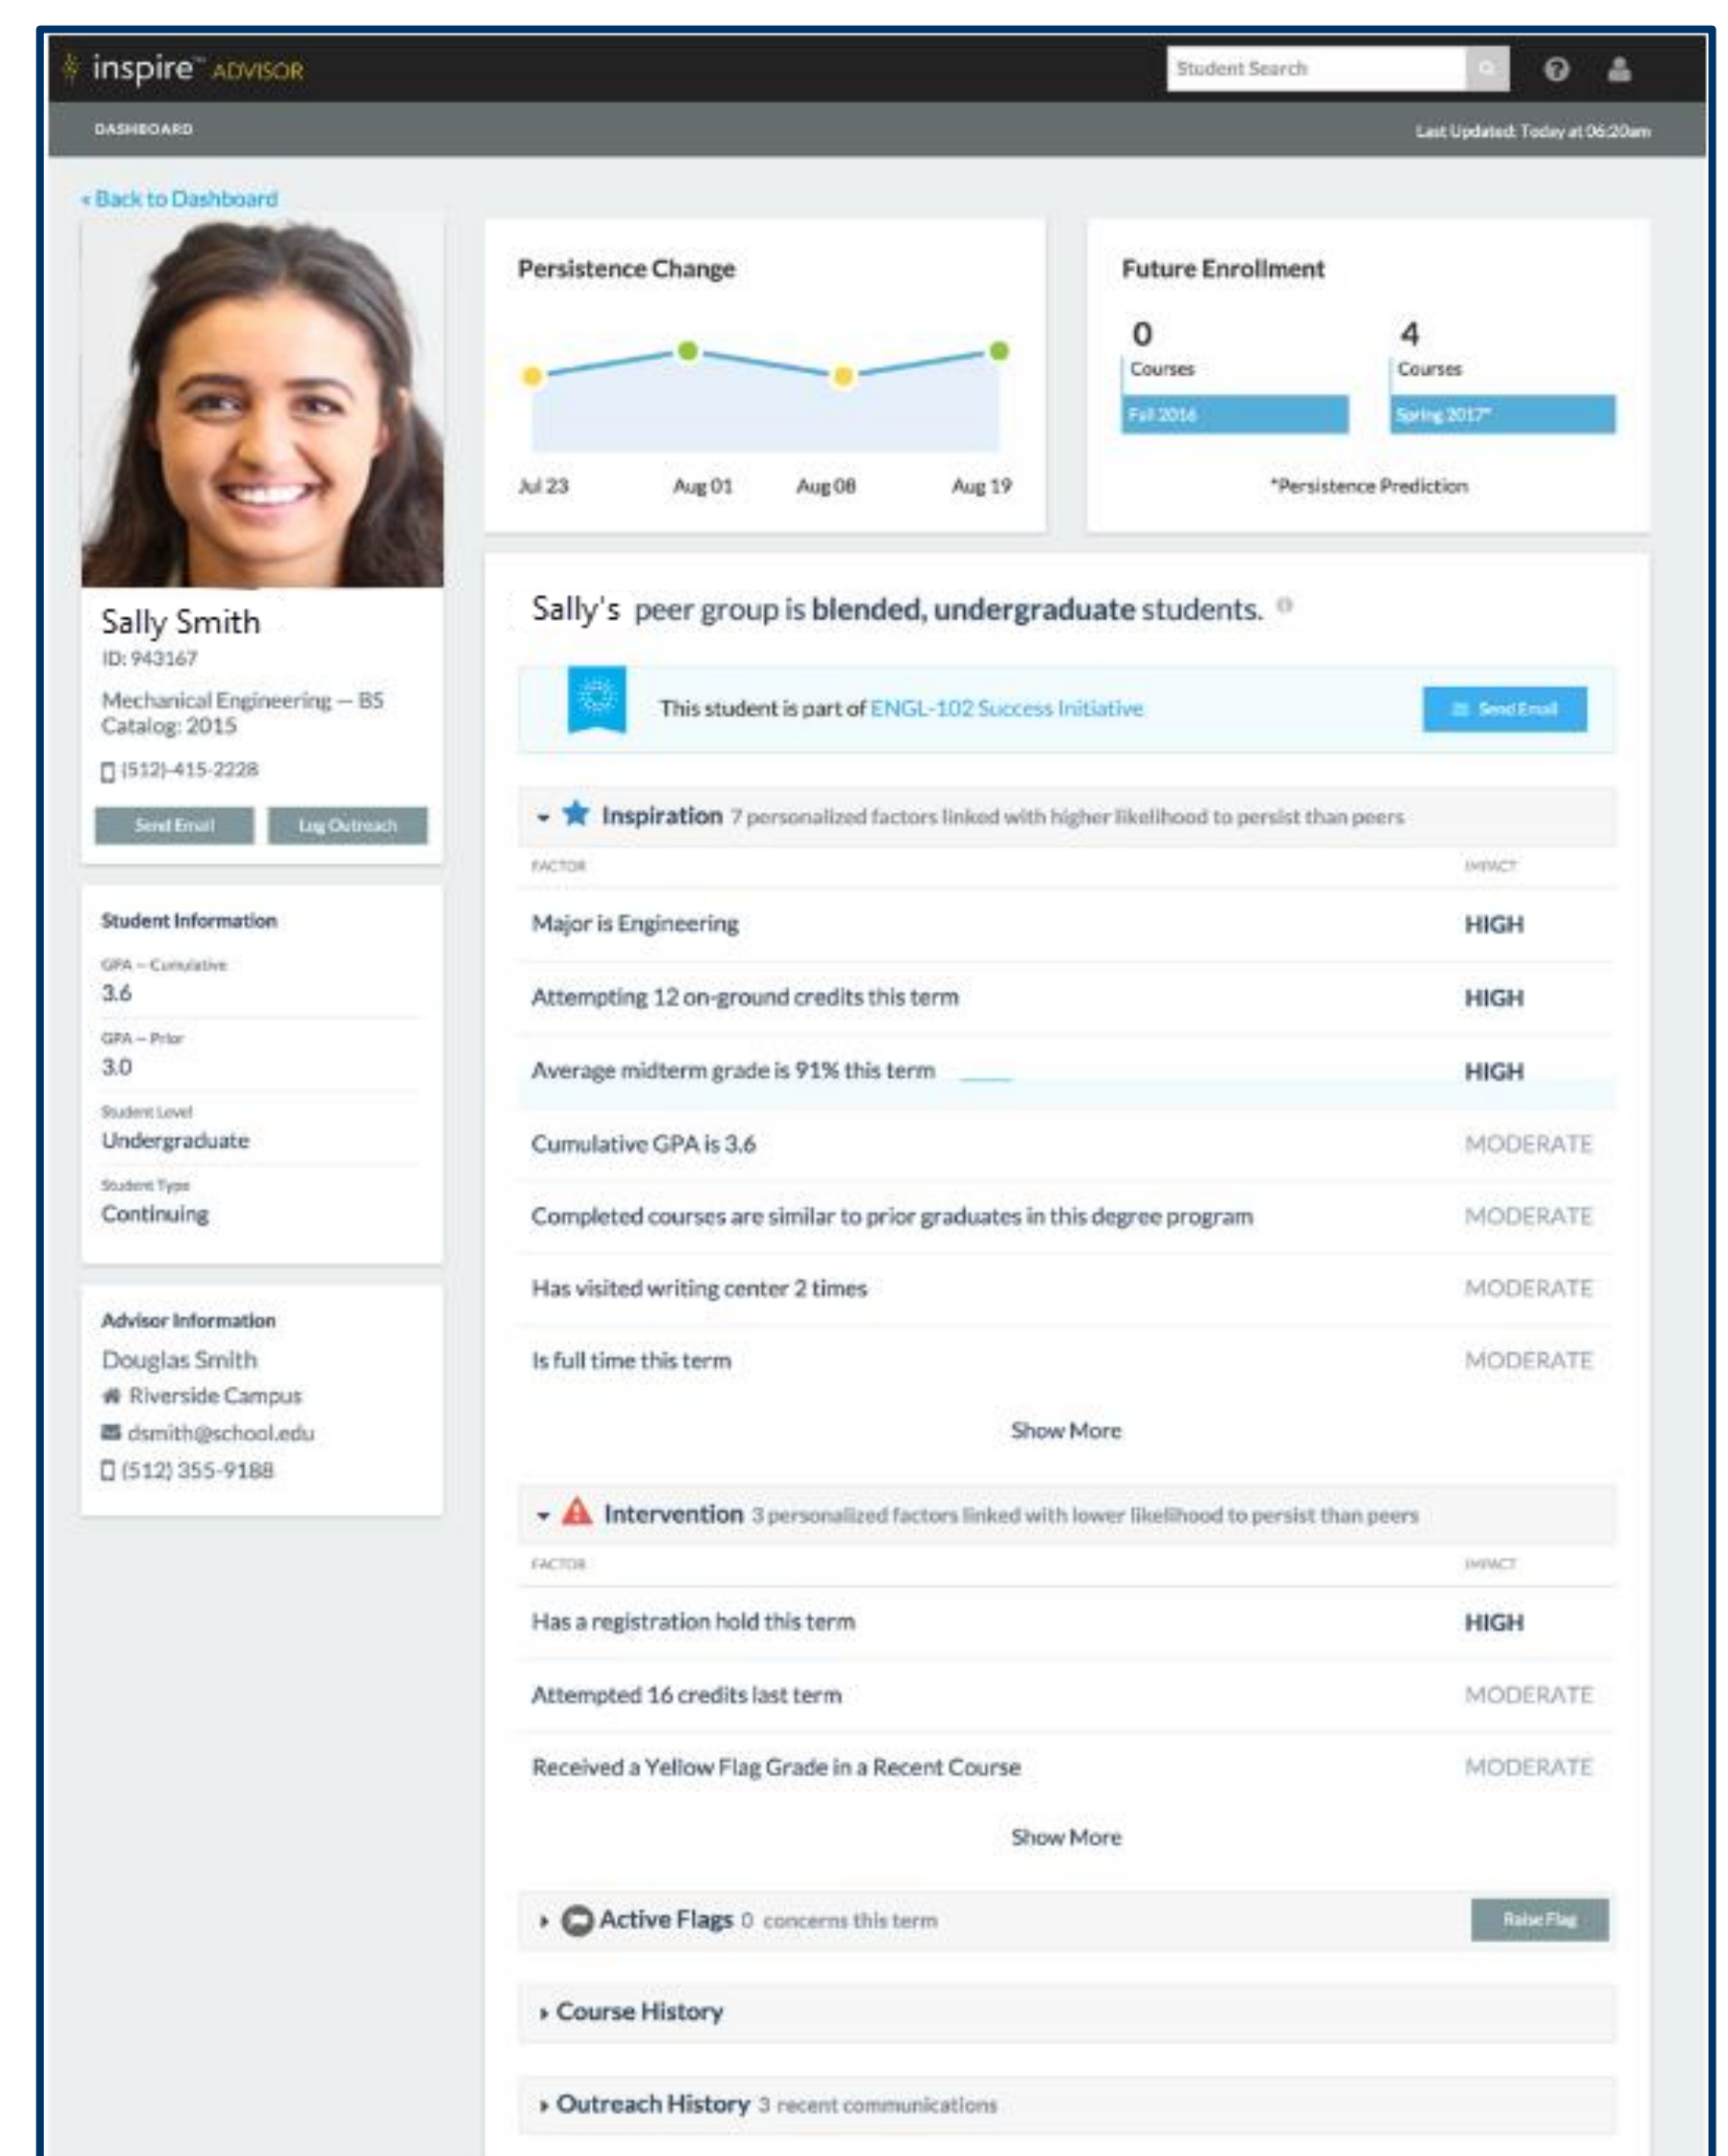 inspire™ ADVISOR
Student Search
DASHBOARD
Last Updated: Today at 06:20am
« Back to Dashboard
Sally Smith
ID: 943167
Mechanical Engineering — BS
Catalog: 2015
(512)-415-2228
Send Email
Log Outreach
Student Information
GPA – Cumulative
3.6
GPA – Prior
3.0
Student Level
Undergraduate
Student Type
Continuing
Advisor Information
Douglas Smith
Riverside Campus
dsmith@school.edu
(512) 355-9188
Persistence Change
Jul 23 Aug 01 Aug 08 Aug 19
Future Enrollment
0 4
Courses Courses
Fall 2016 Spring 2017*
*Persistence Prediction
Sally's peer group is blended, undergraduate students.
This student is part of ENGL-102 Success Initiative
Send Email
Inspiration 7 personalized factors linked with higher likelihood to persist than peers
FACTOR IMPACT
Major is Engineering HIGH
Attempting 12 on-ground credits this term HIGH
Average midterm grade is 91% this term HIGH
Cumulative GPA is 3.6 MODERATE
Completed courses are similar to prior graduates in this degree program MODERATE
Has visited writing center 2 times MODERATE
Is full time this term MODERATE
Show More
Intervention 3 personalized factors linked with lower likelihood to persist than peers
FACTOR IMPACT
Has a registration hold this term HIGH
Attempted 16 credits last term MODERATE
Received a Yellow Flag Grade in a Recent Course MODERATE
Show More
Active Flags 0 concerns this term
Raise Flag
Course History
Outreach History 3 recent communications